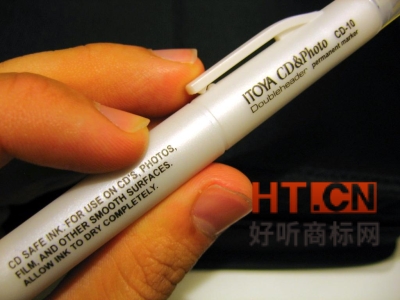 ITOYA CD&Photo CD-10
Doubleheader permanent marker
CD SAFE INK. FOR USE ON CD'S, PHOTOS,
FILM, AND OTHER SMOOTH SURFACES.
ALLOW INK TO DRY COMPLETELY.
HT.CN
好听商标网